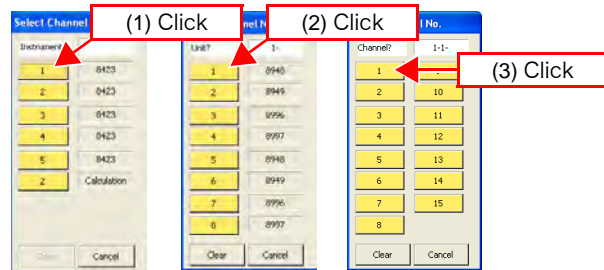 Select Channel
(1) Click
Instrument
1 8423
2 8423
3 8423
4 8423
5 8423
Z Calculation
Cancel
(2) Click
Unit? 1-
1 8948
2 8949
3 8996
4 8997
5 8948
6 8949
7 8996
8 8997
Clear Cancel
No.
Channel? 1-1-
(3) Click
1
2 10
3 11
4 12
5 13
6 14
7 15
8
Clear Cancel